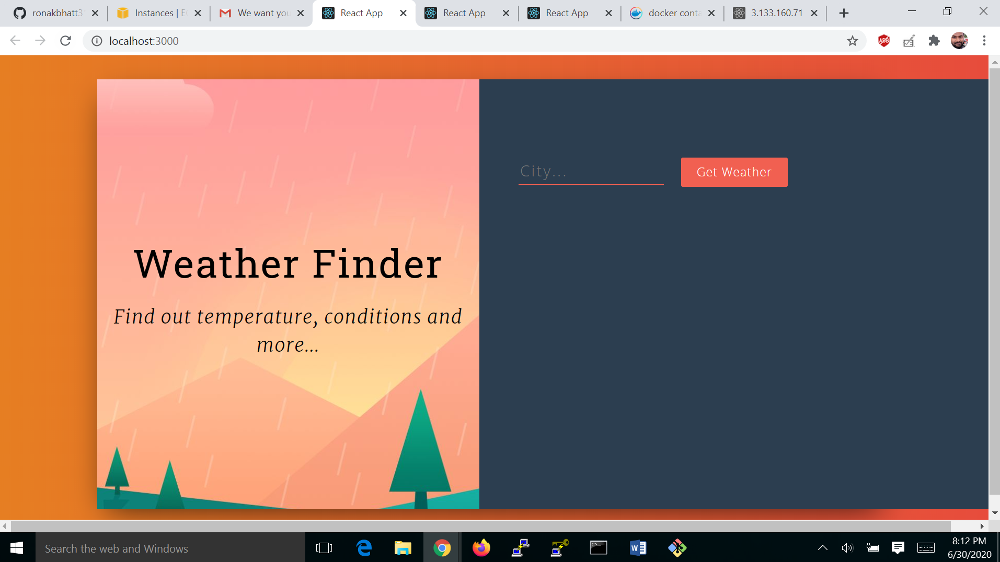 ronakbhatt3
Instances | E
We want you
React App
React App
React App
docker conta
3.133.160.71
localhost:3000
ABP
City...
Get Weather
Weather Finder
Find out temperature, conditions and
more...
Search the web and Windows
8:12 PM
6/30/2020